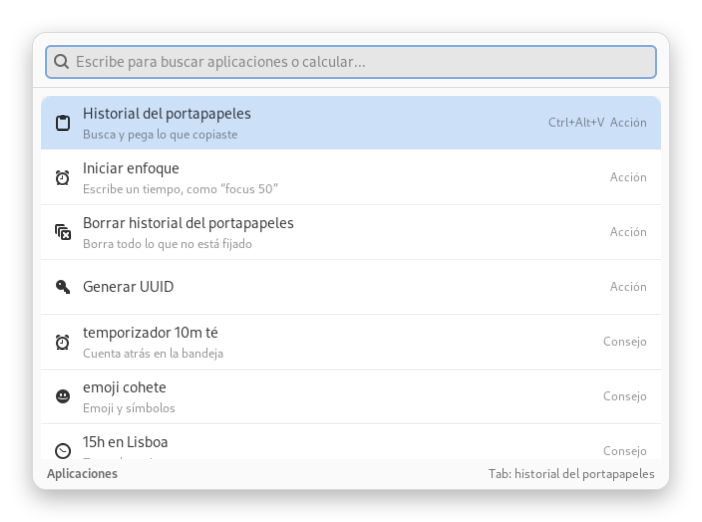 Escribe para buscar aplicaciones o calcular...
Historial del portapapeles
Busca y pega lo que copiaste
Ctrl+Alt+V Acción
Iniciar enfoque
Escribe un tiempo, como “focus 50”
Acción
Borrar historial del portapapeles
Borra todo lo que no está fijado
Acción
Generar UUID
Acción
temporizador 10m té
Cuenta atrás en la bandeja
Consejo
emoji cohete
Emoji y símbolos
Consejo
15h en Lisboa
Consejo
Aplicaciones
Tab: historial del portapapeles